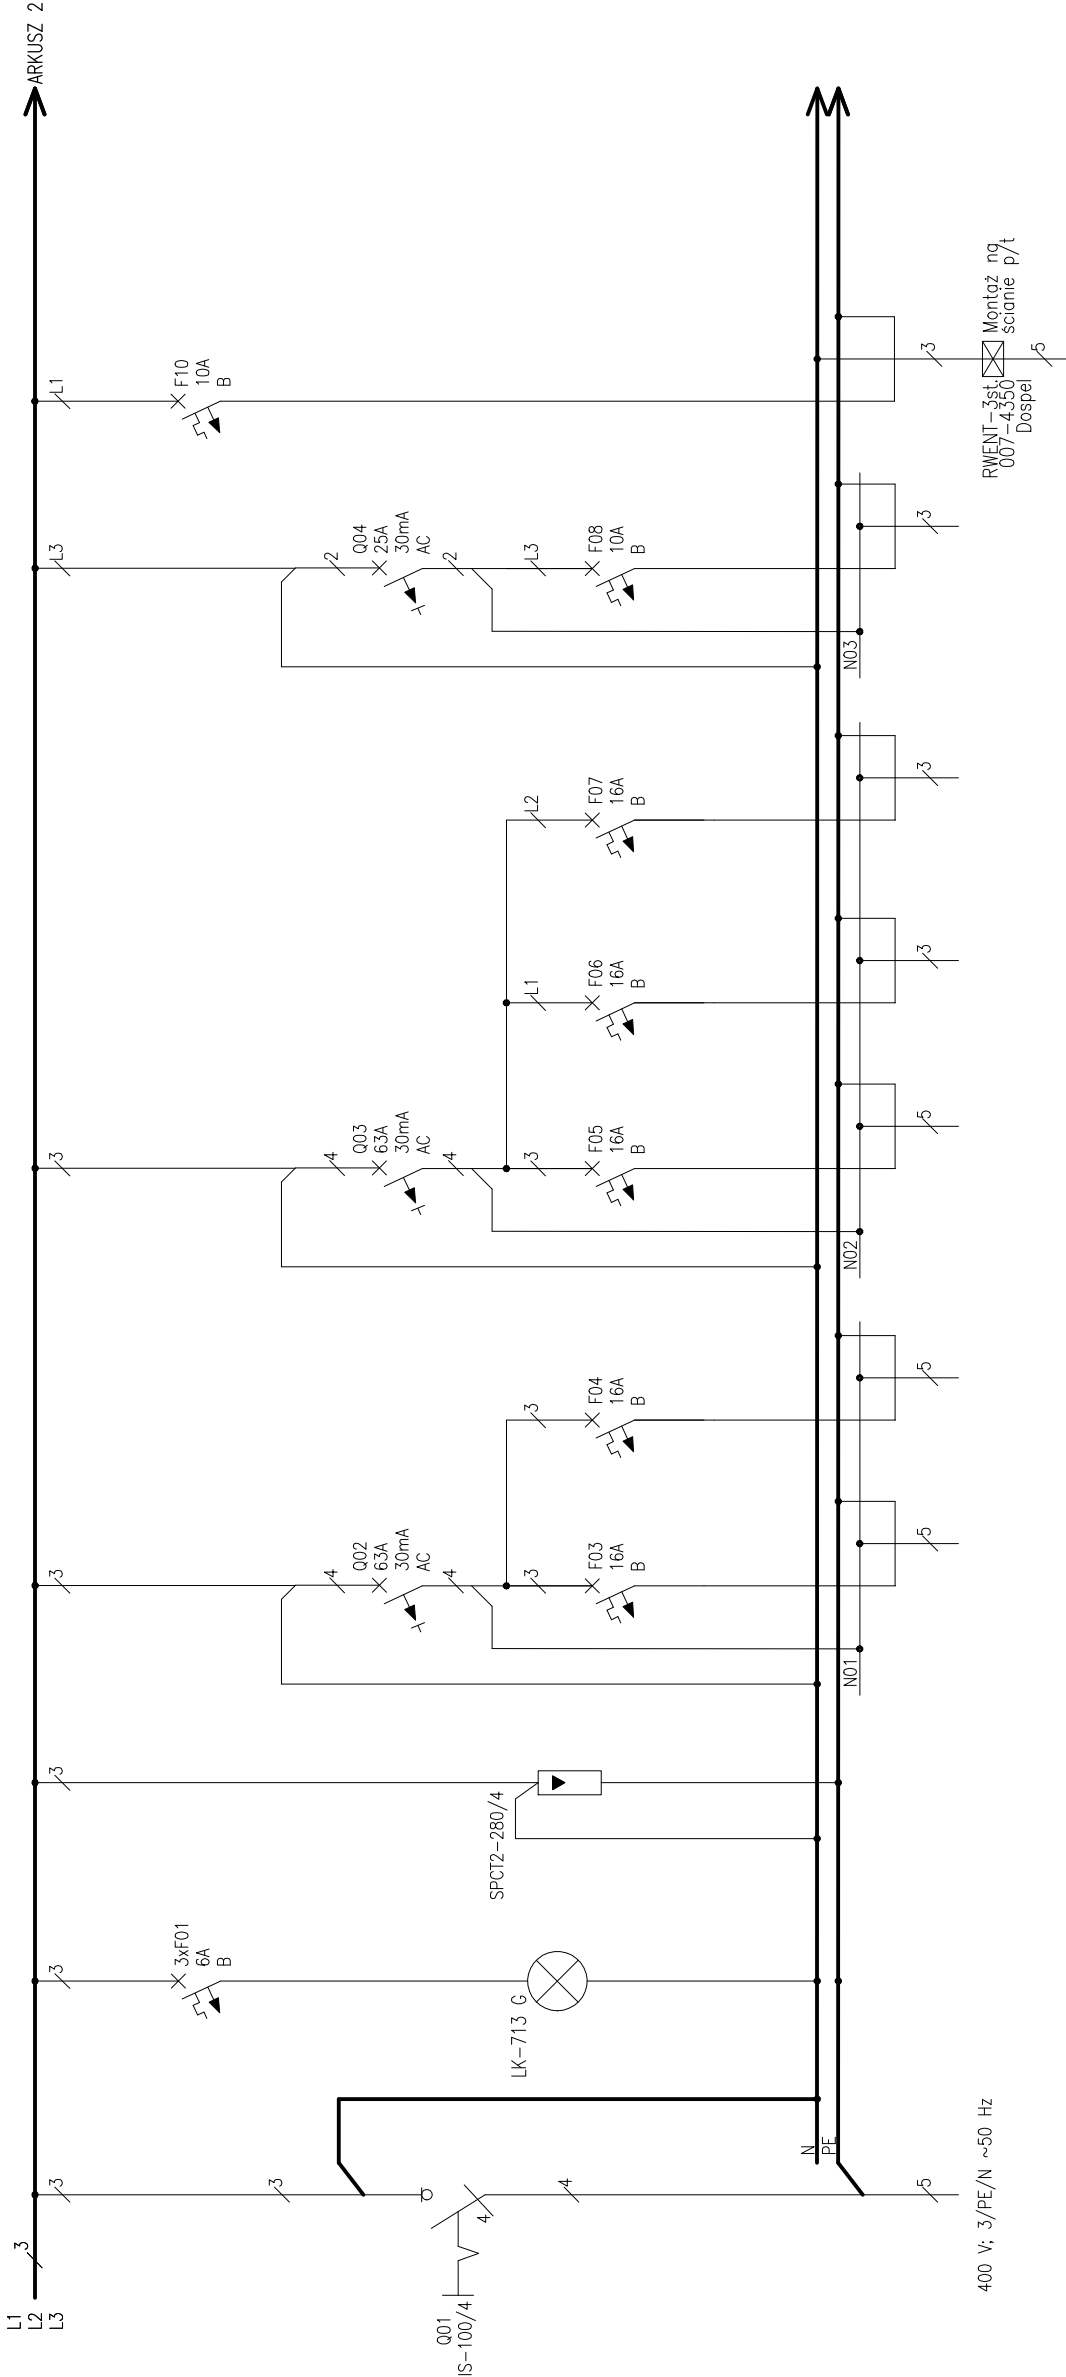 L1
L2
L3
3
ARKUSZ 2
3
3
Q01
IS-100/4
4
4
5
400 V; 3/PE/N ~50 Hz
N
PE
3
3xF01
6A
B
LK-713 G
3
SPCT2-280/4
3
4
Q02
63A
30mA
AC
4
3
F03
16A
B
3
F04
16A
B
N01
5
5
3
4
Q03
63A
30mA
AC
4
3
F05
16A
B
L1
F06
16A
B
L2
F07
16A
B
N02
5
3
3
L3
2
Q04
25A
30mA
AC
2
L3
F08
10A
B
N03
3
L1
F10
10A
B
3
RWENT-3st.
007-4350
Dospel
Montaż na
ścianie p/t
5